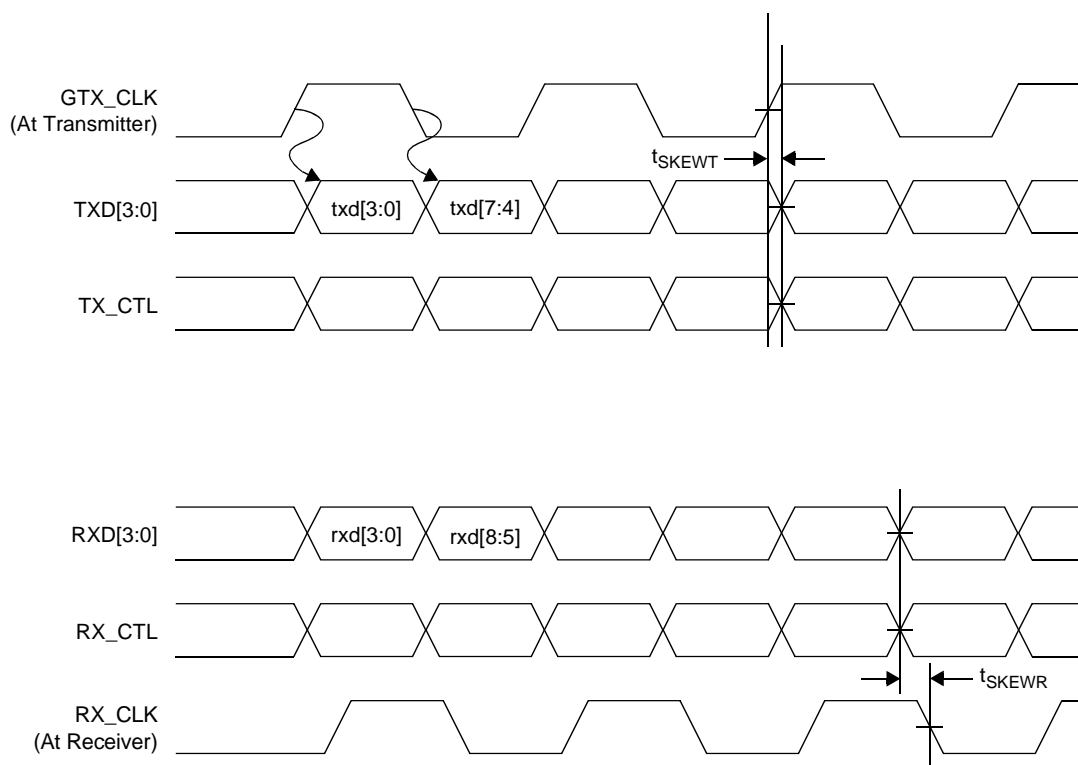 GTX_CLK
(At Transmitter)
tSKEWT
TXD[3:0]
txd[3:0]
txd[7:4]
TX_CTL
RXD[3:0]
rxd[3:0]
rxd[8:5]
RX_CTL
tSKEWR
RX_CLK
(At Receiver)